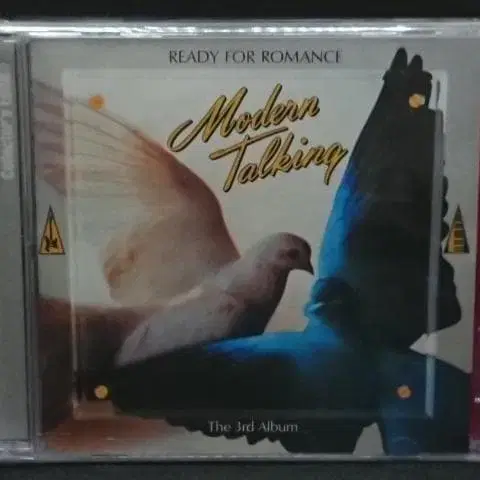 READY FOR ROMANCE
Modern
Talking
The 3rd Album